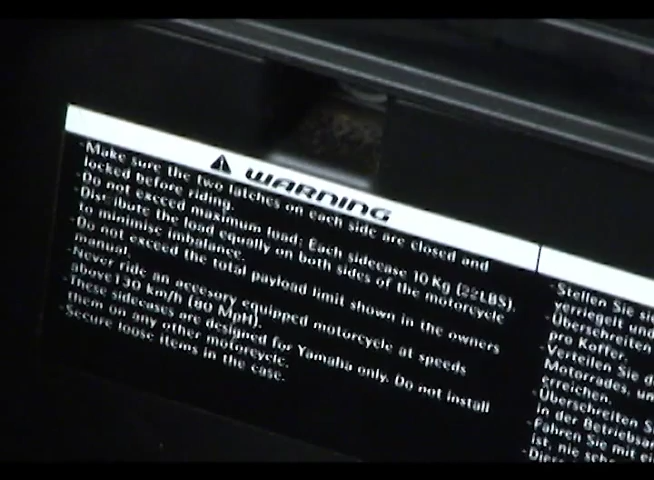 WARNING
-Make sure the two latches on each side are closed and
locked before riding.
-Do not exceed maximum load: Each sidecase 10 Kg (22LBS).
-Distribute the load equally on both sides of the motorcycle
to minimise imbalance.
-Do not exceed the total payload limit shown in the owners
manual.
-Never ride an accesory equipped motorcycle at speeds
above 130 km/h (80 MpH).
-These sidecases are designed for Yamaha only. Do not install
them on any other motorcycle.
-Secure loose items in the case.
-Stellen Sie
verriegelt und
Überschreiten
pro Koffer.
-Verteilen Sie
Motorrades,
erreichen.
-Überschreiten
in der
-Fahren Sie mit
ist, nie